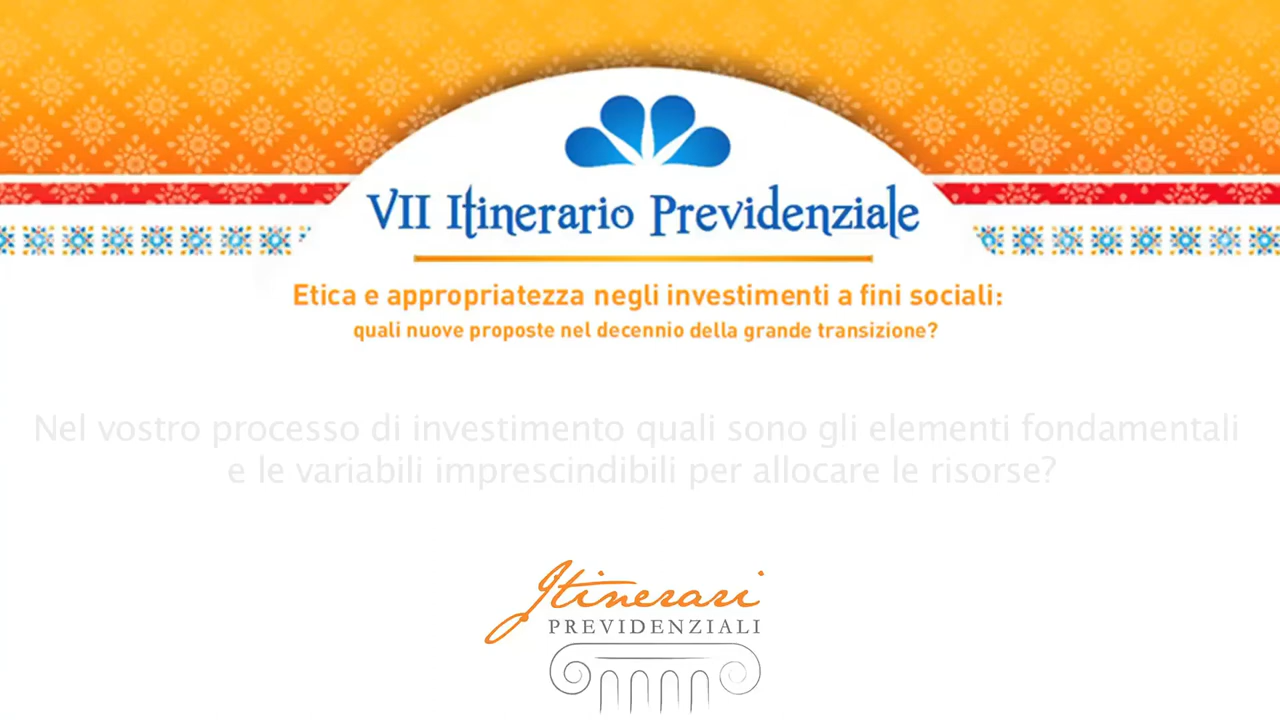 VII Itinerario Previdenziale
Etica e appropriatezza negli investimenti a fini sociali:
quali nuove proposte nel decennio della grande transizione?
Nel vostro processo di investimento quali sono gli elementi fondamentali
e le variabili imprescindibili per allocare le risorse?
Itinerari
PREVIDENZIALI